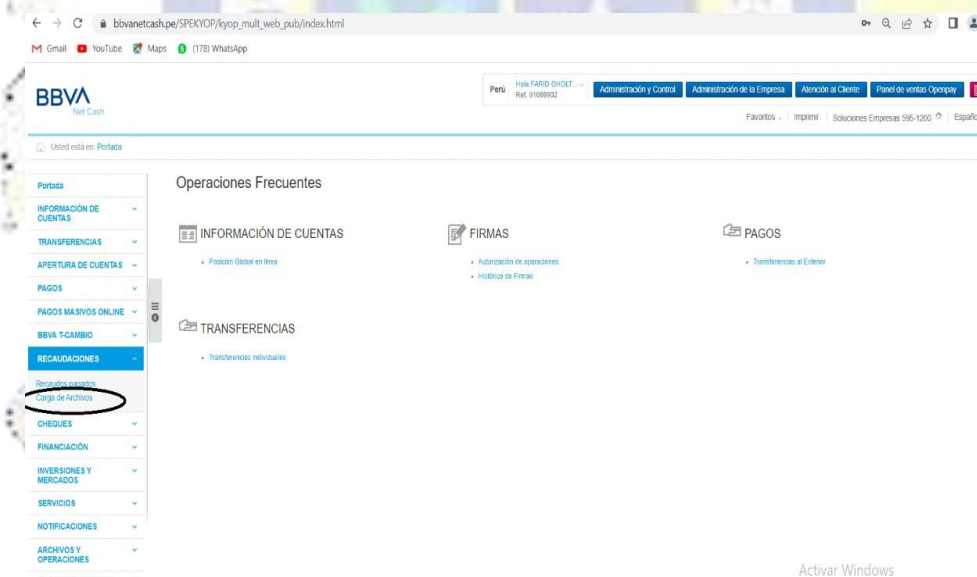 bbvanetcash.pe/SPEKYOP/kyop_mult_web_pub/index.html
Gmail YouTube Maps (178) WhatsApp
BBVA
Net Cash
Perú
Hola FARID GHOLT...
Ref. 01069902
Administración y Control
Administración de la Empresa
Atención al Cliente
Panel de ventas Openpay
Favoritos
Imprimir
Soluciones Empresas 595-1200
Españo
Usted está en: Portada
Portada
INFORMACIÓN DE
CUENTAS
TRANSFERENCIAS
APERTURA DE CUENTAS
PAGOS
PAGOS MASIVOS ONLINE
BBVA T-CAMBIO
RECAUDACIONES
Recaudos pagados
Carga de Archivos
CHEQUES
FINANCIACIÓN
INVERSIONES Y
MERCADOS
SERVICIOS
NOTIFICACIONES
ARCHIVOS Y
OPERACIONES
Operaciones Frecuentes
INFORMACIÓN DE CUENTAS
Posición Global en línea
FIRMAS
Autorización de operaciones
Histórico de Firmas
PAGOS
Transferencias al Exterior
TRANSFERENCIAS
Transferencias Individuales
Activar Windows